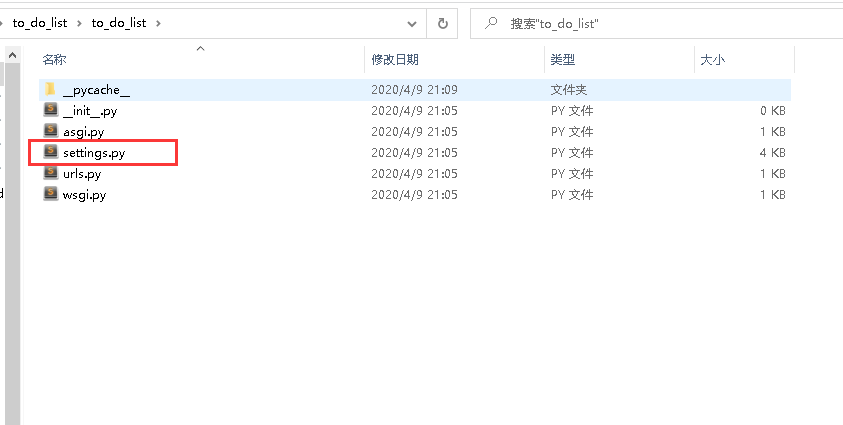 to_do_list › to_do_list ›
搜索"to_do_list"
名称 修改日期 类型 大小
__pycache__ 2020/4/9 21:09 文件夹
__init__.py 2020/4/9 21:05 PY 文件 0 KB
asgi.py 2020/4/9 21:05 PY 文件 1 KB
settings.py 2020/4/9 21:05 PY 文件 4 KB
urls.py 2020/4/9 21:05 PY 文件 1 KB
wsgi.py 2020/4/9 21:05 PY 文件 1 KB